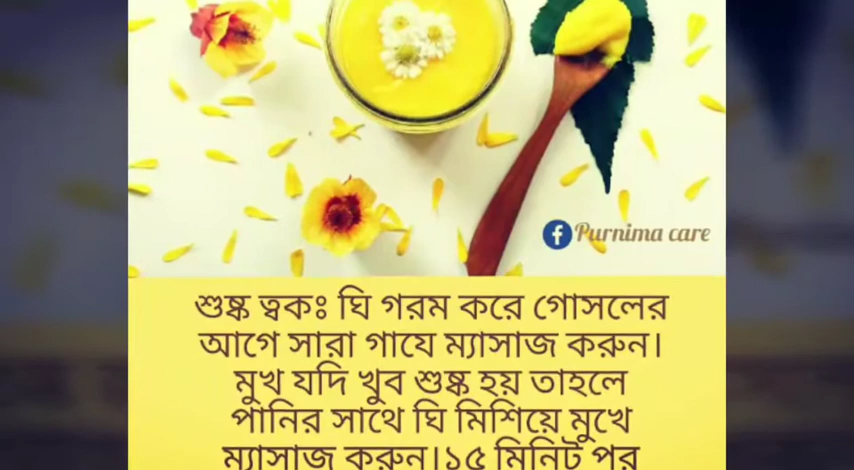 Purnima care
শুষ্ক ত্বকঃ ঘি গরম করে গোসলের
আগে সারা গাযে ম্যাসাজ করুন।
মুখ যদি খুব শুষ্ক হয় তাহলে
পানির সাথে ঘি মিশিয়ে মুখে
ম্যাসাজ করুন।১৫ মিনিট পর